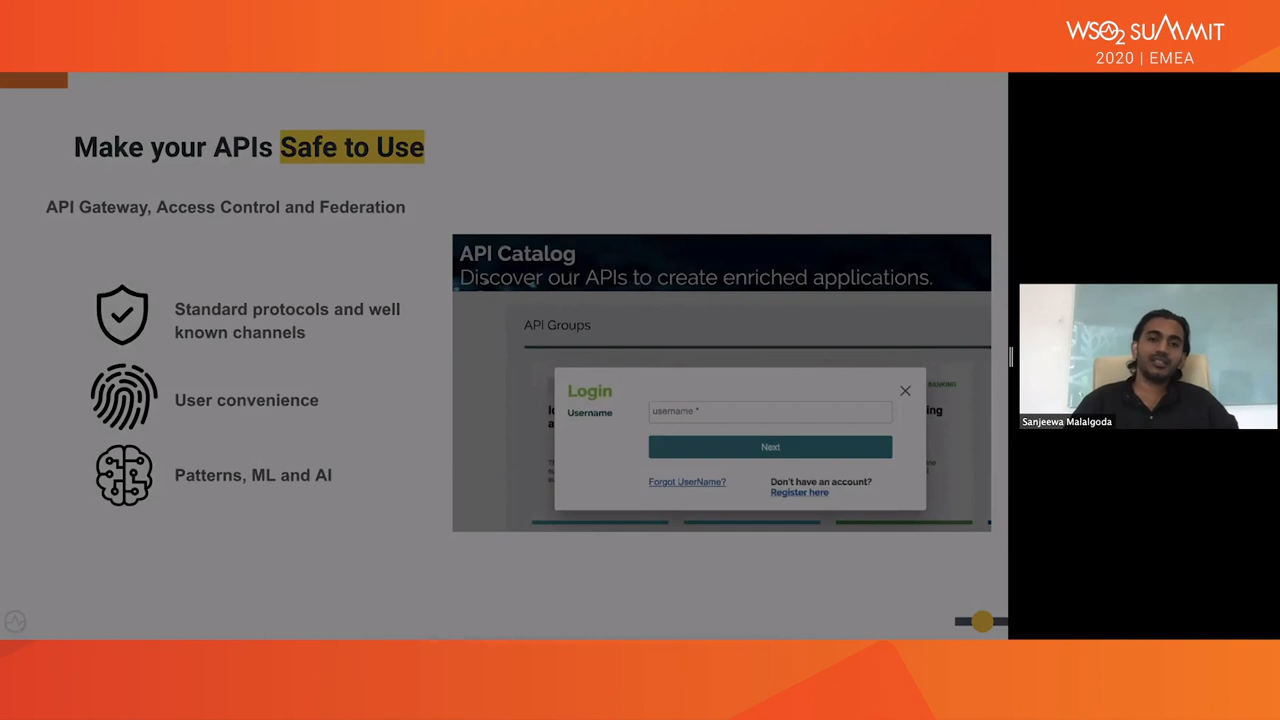 WSO2 SUMMIT
2020 | EMEA
Make your APIs Safe to Use
API Gateway, Access Control and Federation
Standard protocols and well
known channels
User convenience
Patterns, ML and AI
API Catalog
Discover our APIs to create enriched applications.
API Groups
BANKING
Login
Username
username *
Next
Forgot UserName?
Don't have an account?
Register here
Sanjeewa Malalgoda